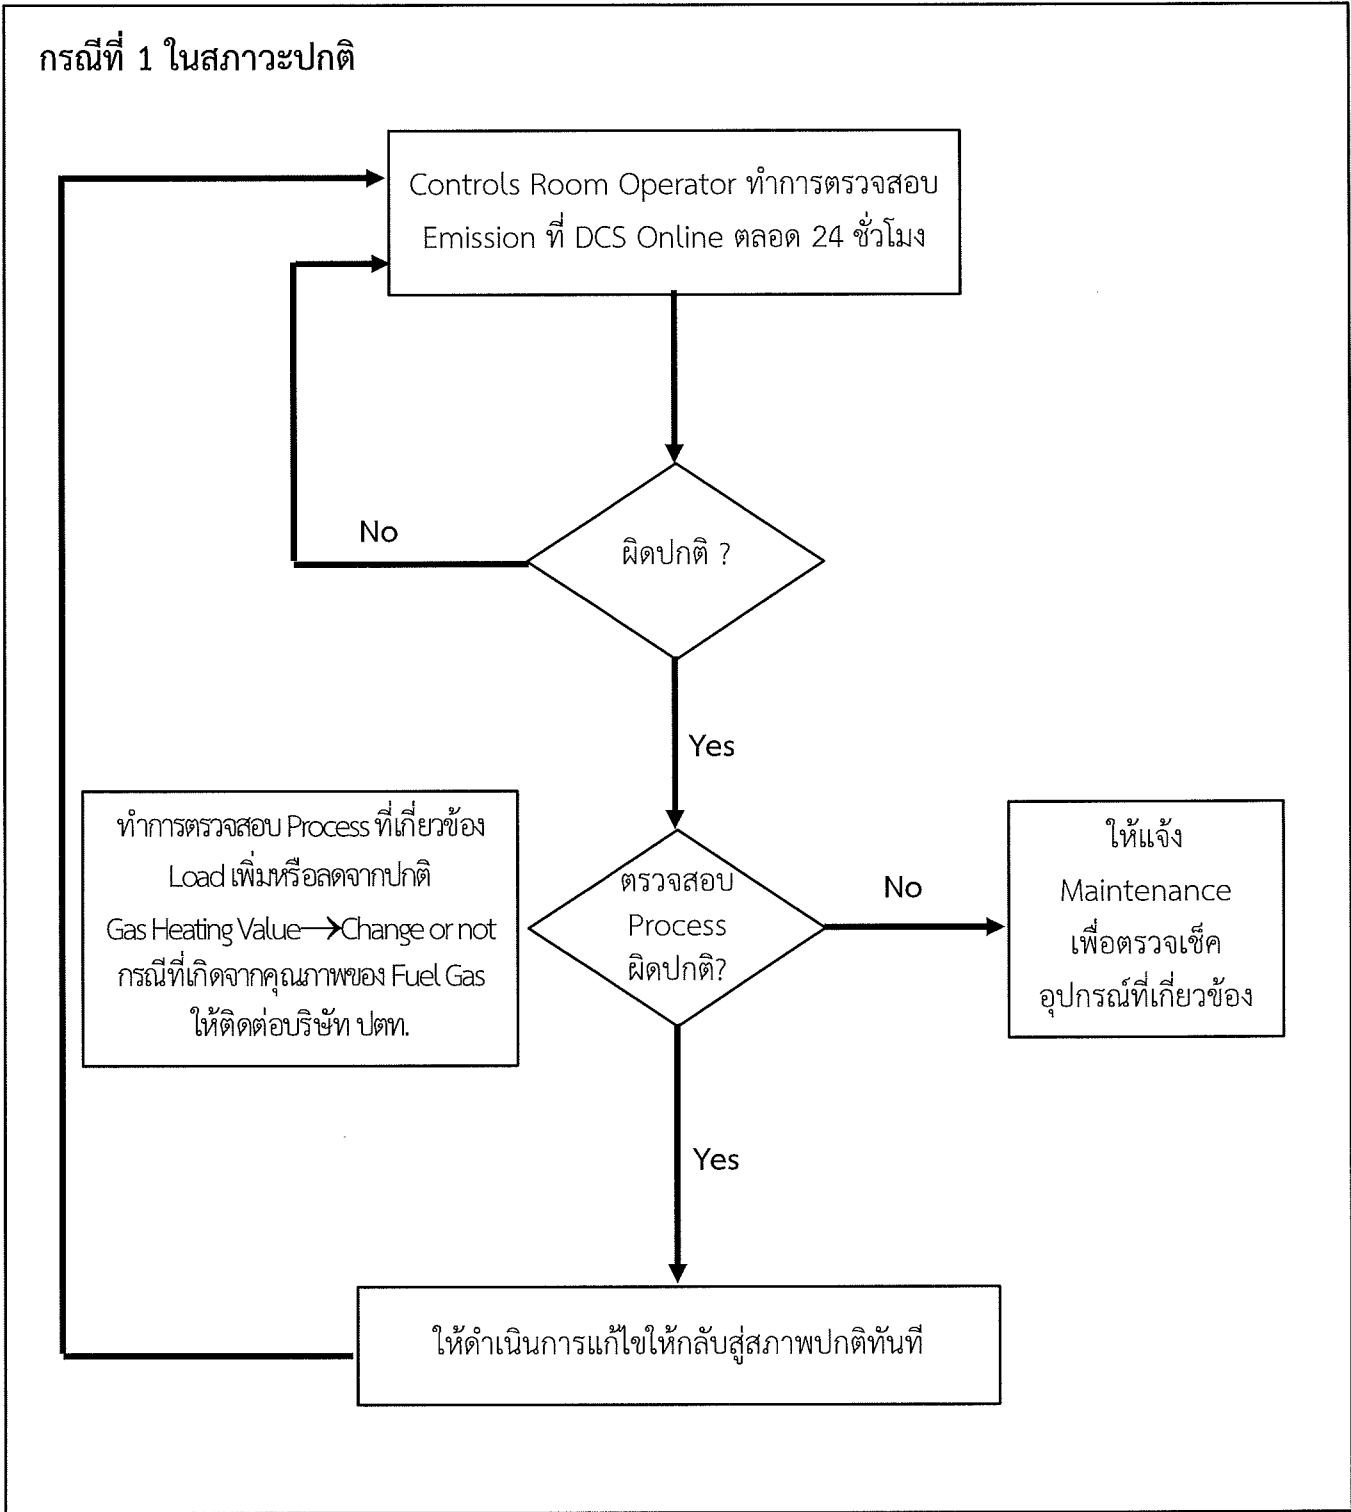 กรณีที่ 1 ในสภาวะปกติ
Controls Room Operator ทำการตรวจสอบ
Emission ที่ DCS Online ตลอด 24 ชั่วโมง
No
ผิดปกติ ?
Yes
ทำการตรวจสอบ Process ที่เกี่ยวข้อง
Load เพิ่มหรือลดจากปกติ
Gas Heating Value→Change or not
กรณีที่เกิดจากคุณภาพของ Fuel Gas
ให้ติดต่อบริษัท ปตท.
ตรวจสอบ
Process
ผิดปกติ?
No
ให้แจ้ง
Maintenance
เพื่อตรวจเช็ค
อุปกรณ์ที่เกี่ยวข้อง
Yes
ให้ดำเนินการแก้ไขให้กลับสู่สภาพปกติทันที